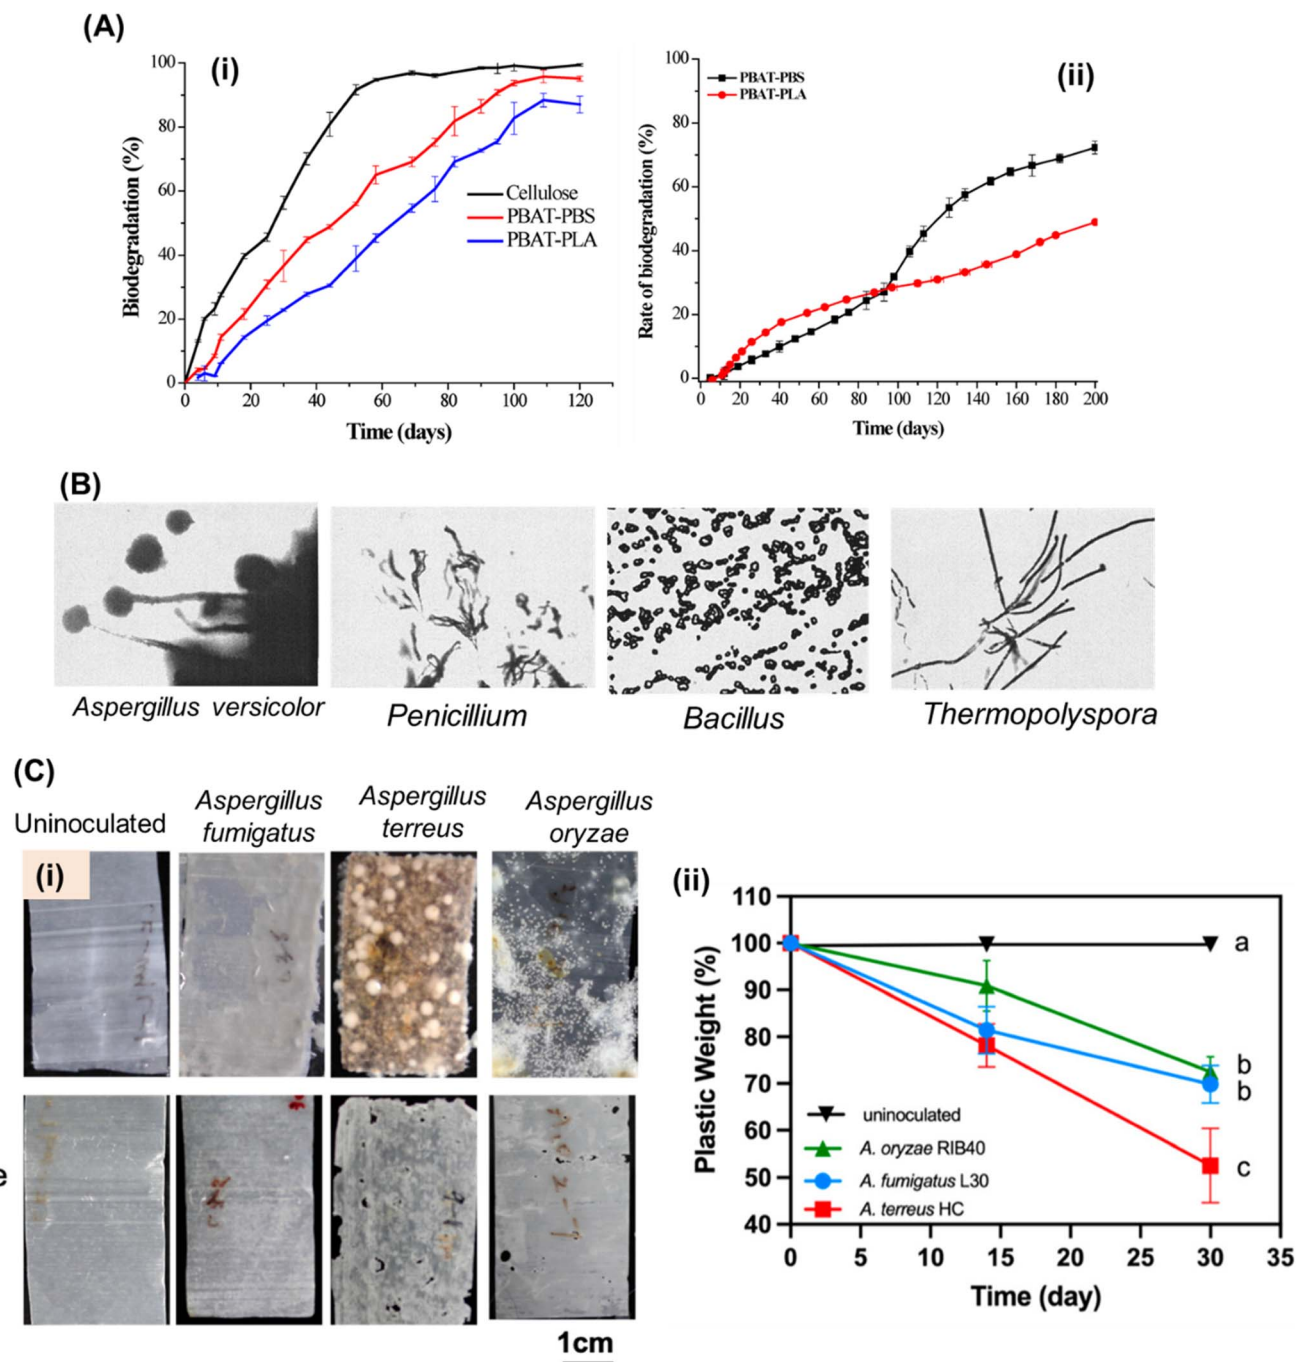 (A)
(i)
100
80
60
40
20
0
Biodegradation (%)
Cellulose
PBAT-PBS
PBAT-PLA
0 20 40 60 80 100 120
Time (days)
(ii)
100
80
60
40
20
0
Rate of biodegradation (%)
PBAT-PBS
PBAT-PLA
0 20 40 60 80 100 120 140 160 180 200
Time (days)
(B)
Aspergillus versicolor
Penicillium
Bacillus
Thermopolyspora
(C)
Uninoculated
Aspergillus
fumigatus
Aspergillus
terreus
Aspergillus
oryzae
(i)
e
1cm
(ii)
110
100
90
80
70
60
50
40
Plastic Weight (%)
a
b
b
c
uninoculated
A. oryzae RIB40
A. fumigatus L30
A. terreus HC
0 5 10 15 20 25 30 35
Time (day)